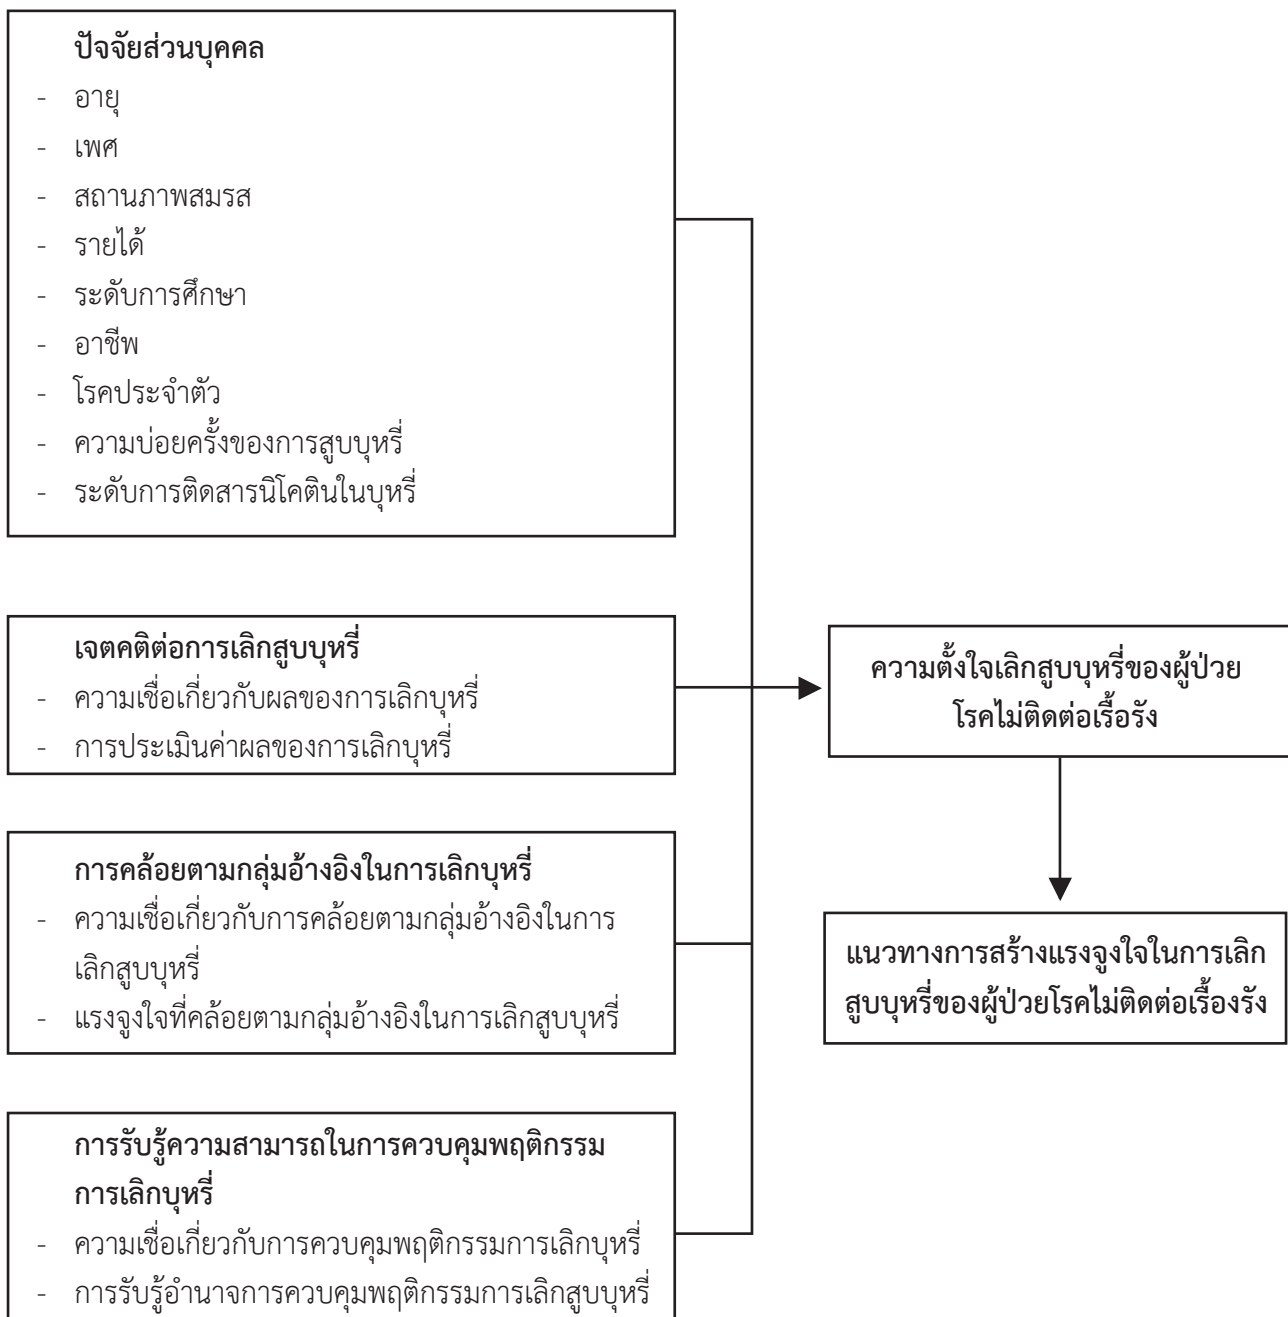 ปัจจัยส่วนบุคคล
- อายุ
- เพศ
- สถานภาพสมรส
- รายได้
- ระดับการศึกษา
- อาชีพ
- โรคประจำตัว
- ความบ่อยครั้งของการสูบบุหรี่
- ระดับการติดสารนิโคตินในบุหรี่
เจตคติต่อการเลิกสูบบุหรี่
- ความเชื่อเกี่ยวกับผลของการเลิกบุหรี่
- การประเมินค่าผลของการเลิกบุหรี่
การคล้อยตามกลุ่มอ้างอิงในการเลิกบุหรี่
- ความเชื่อเกี่ยวกับการคล้อยตามกลุ่มอ้างอิงในการ
เลิกสูบบุหรี่
- แรงจูงใจที่คล้อยตามกลุ่มอ้างอิงในการเลิกสูบบุหรี่
การรับรู้ความสามารถในการควบคุมพฤติกรรม
การเลิกบุหรี่
- ความเชื่อเกี่ยวกับการควบคุมพฤติกรรมการเลิกบุหรี่
- การรับรู้อำนาจการควบคุมพฤติกรรมการเลิกสูบบุหรี่
ความตั้งใจเลิกสูบบุหรี่ของผู้ป่วย
โรคไม่ติดต่อเรื้อรัง
แนวทางการสร้างแรงจูงใจในการเลิก
สูบบุหรี่ของผู้ป่วยโรคไม่ติดต่อเรื้องรัง